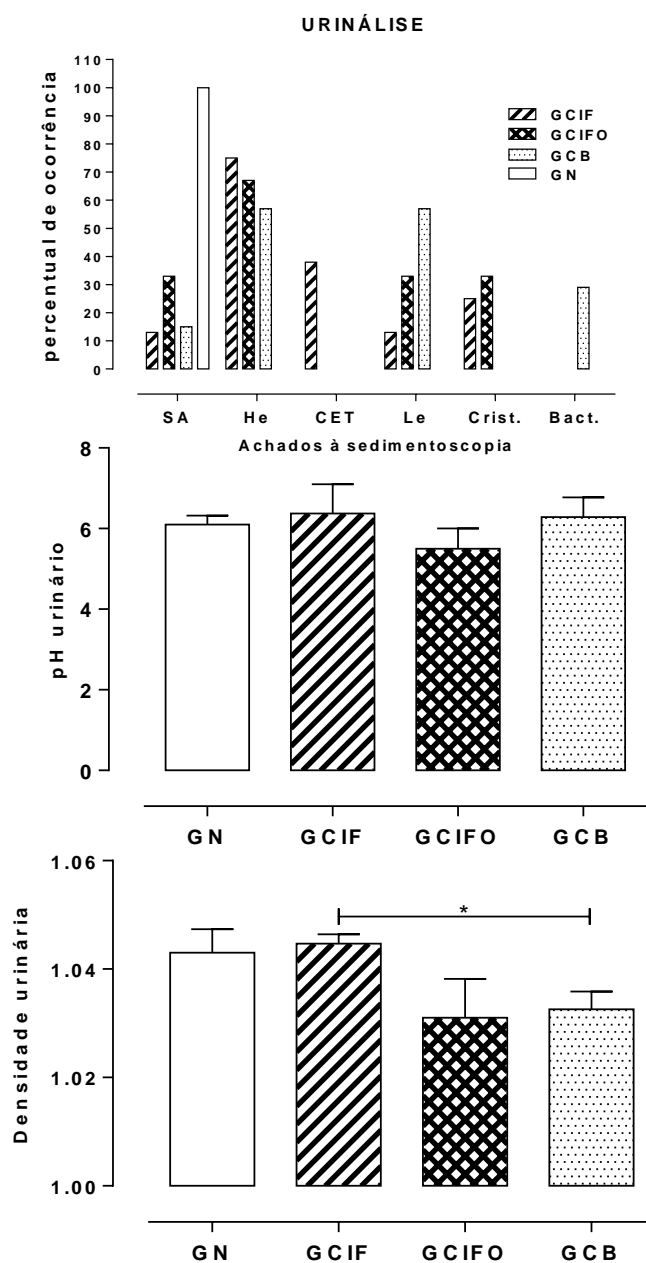 URINÁLISE
percentual de ocorrência
110
100
90
80
70
60
50
40
30
20
10
0
GCIF
GCIFO
GCB
GN
SA He CET Le Crist. Bact.
Achados à sedimentoscopia
pH urinário
8
6
4
2
0
GN GCIF GCIFO GCB
Densidade urinária
1.06
1.04
1.02
1.00
*
GN GCIF GCIFO GCB